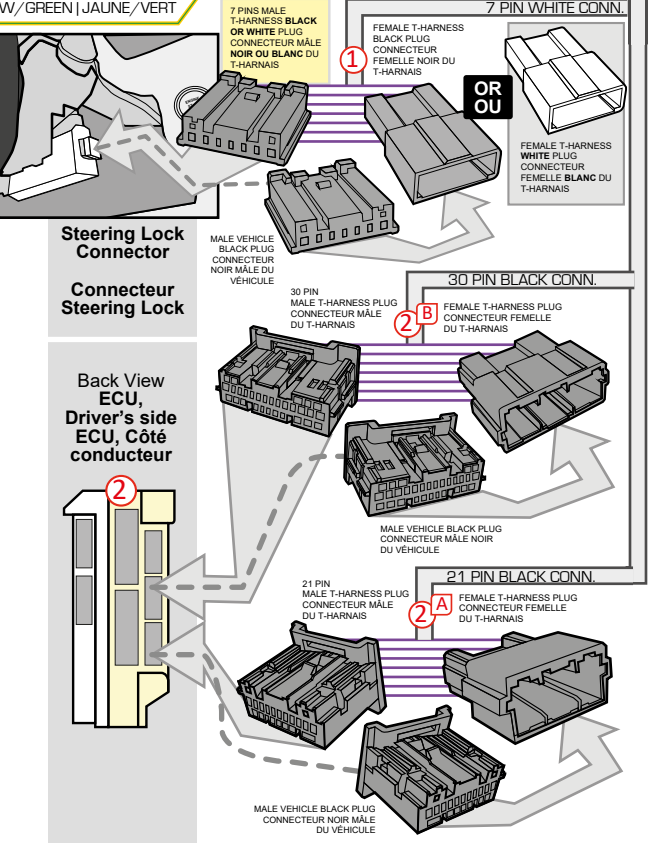 W/GREEN | JAUNE/VERT
7 PINS MALE
T-HARNESS BLACK
OR WHITE PLUG
CONNECTEUR MÂLE
NOIR OU BLANC DU
T-HARNAIS
7 PIN WHITE CONN.
1
FEMALE T-HARNESS
BLACK PLUG
CONNECTEUR
FEMELLE NOIR DU
T-HARNAIS
OR
OU
FEMALE T-HARNESS
WHITE PLUG
CONNECTEUR
FEMELLE BLANC DU
T-HARNAIS
Steering Lock
Connector
Connecteur
Steering Lock
MALE VEHICLE
BLACK PLUG
CONNECTEUR
NOIR MÂLE DU
VÉHICULE
30 PIN BLACK CONN.
30 PIN
MALE T-HARNESS PLUG
CONNECTEUR MÂLE
DU T-HARNAIS
2 B
FEMALE T-HARNESS PLUG
CONNECTEUR FEMELLE
DU T-HARNAIS
Back View
ECU,
Driver's side
ECU, Côté
conducteur
2
MALE VEHICLE BLACK PLUG
CONNECTEUR MÂLE NOIR
DU VÉHICULE
21 PIN BLACK CONN.
21 PIN
MALE T-HARNESS PLUG
CONNECTEUR MÂLE
DU T-HARNAIS
2 A
FEMALE T-HARNESS PLUG
CONNECTEUR FEMELLE
DU T-HARNAIS
MALE VEHICLE BLACK PLUG
CONNECTEUR NOIR MÂLE
DU VÉHICULE